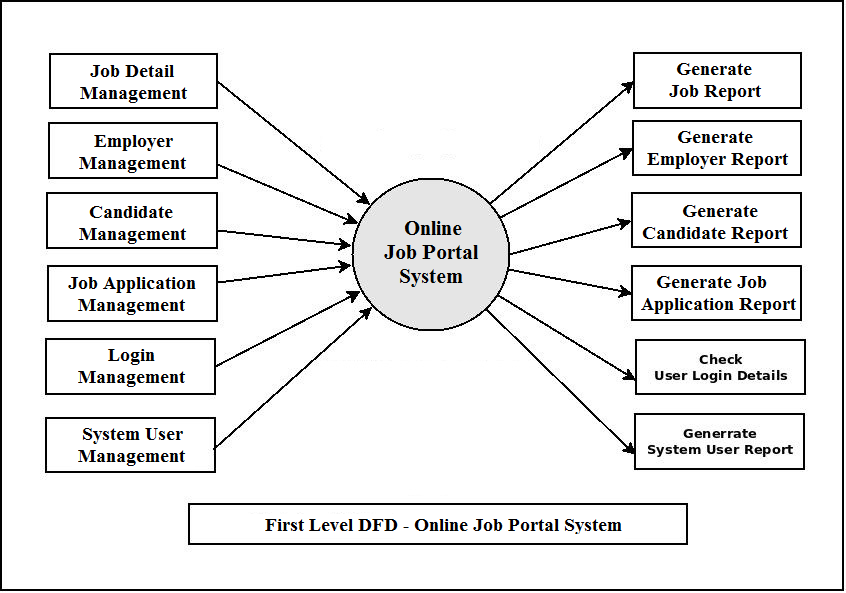 Job Detail
Management
Employer
Management
Candidate
Management
Job Application
Management
Login
Management
System User
Management
Online
Job Portal
System
Generate
Job Report
Generate
Employer Report
Generate
Candidate Report
Generate Job
Application Report
Check
User Login Details
Generrate
System User Report
First Level DFD - Online Job Portal System